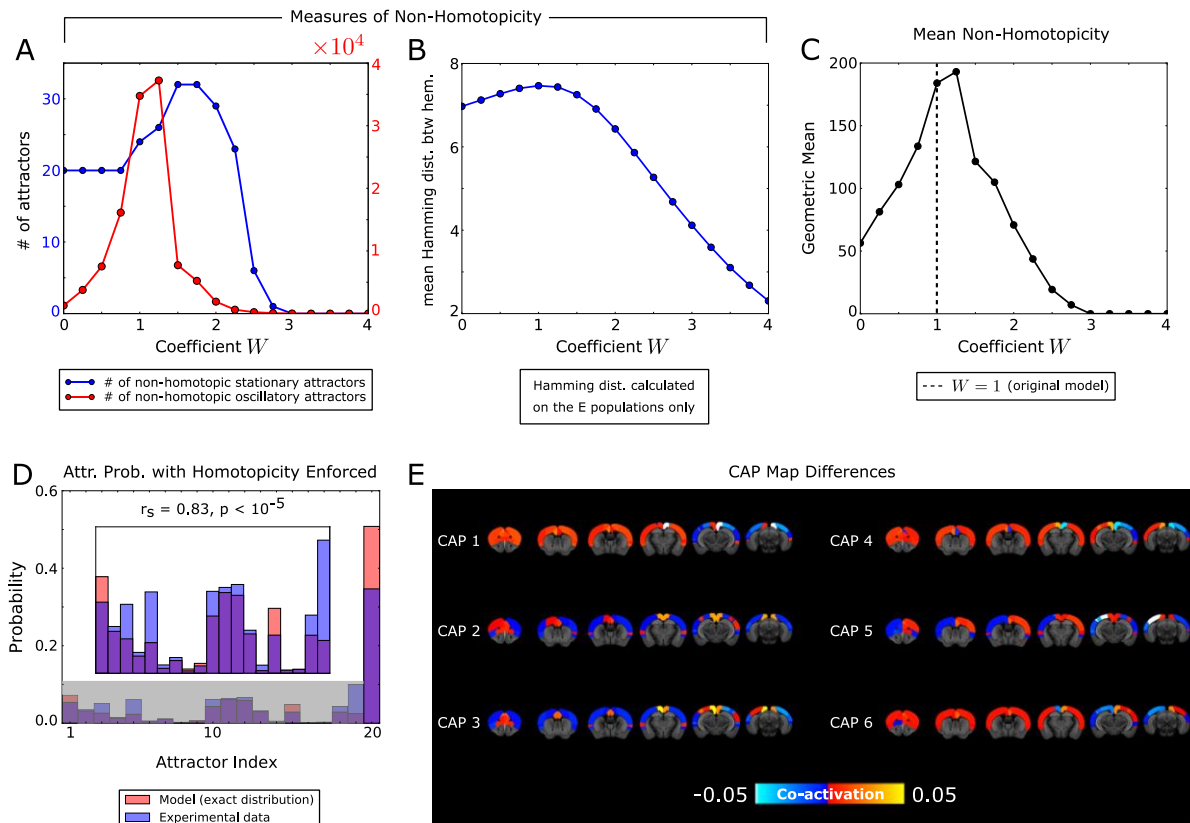 Measures of Non-Homotopicity
A
×10⁴
# of attractors
30
20
10
0
4
3
2
1
0
0 1 2 3 4
Coefficient W
# of non-homotopic stationary attractors
# of non-homotopic oscillatory attractors
B
mean Hamming dist. btw hem.
8
7
6
5
4
3
2
0 1 2 3 4
Coefficient W
Hamming dist. calculated
on the E populations only
C
Mean Non-Homotopicity
Geometric Mean
200
150
100
50
0
0 1 2 3 4
Coefficient W
W = 1 (original model)
D
Attr. Prob. with Homotopicity Enforced
r_s = 0.83, p < 10⁻⁵
Probability
0.6
0.4
0.2
0.0
1 10 20
Attractor Index
Model (exact distribution)
Experimental data
E
CAP Map Differences
CAP 1
CAP 4
CAP 2
CAP 5
CAP 3
CAP 6
-0.05 Co-activation 0.05